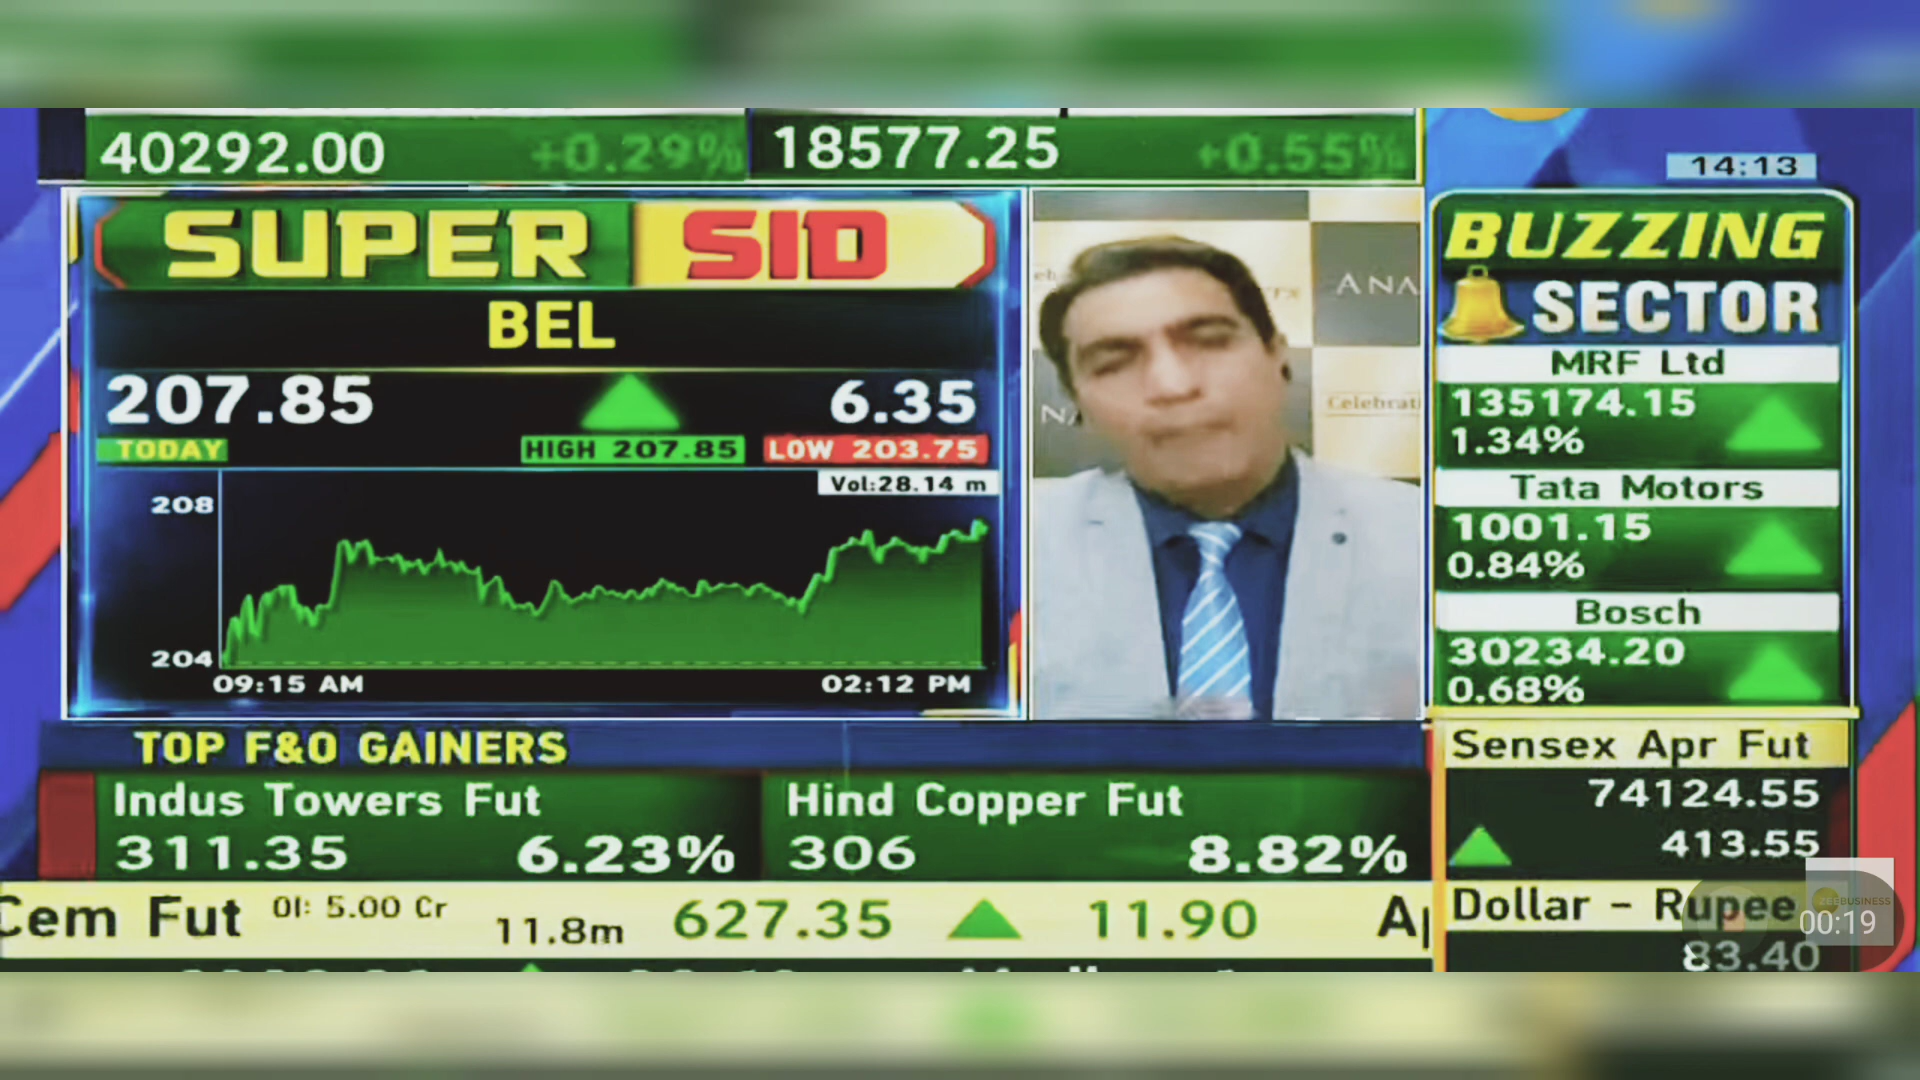 40292.00 +0.29% 18577.25 +0.55%
14:13
SUPER SID
BEL
207.85 6.35
TODAY HIGH 207.85 LOW 203.75
Vol:28.14 m
208
204
09:15 AM 02:12 PM
ANA
Celebrati
BUZZING
SECTOR
MRF Ltd
135174.15
1.34%
Tata Motors
1001.15
0.84%
Bosch
30234.20
0.68%
TOP F&O GAINERS
Indus Towers Fut
311.35 6.23%
Hind Copper Fut
306 8.82%
Sensex Apr Fut
74124.55
413.55
Cem Fut OI: 5.00 Cr 11.8m 627.35 11.90 A
Dollar - Rupee
83.40
ZEEBUSINESS
00:19